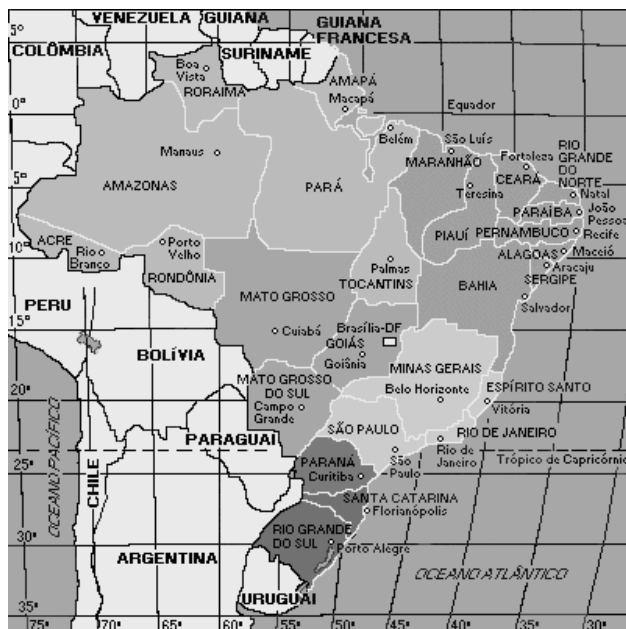 VENEZUELA
GUIANA
GUIANA
FRANCESA
COLÔMBIA
SURINAME
5°
Boa
Vista
RORAIMA
AMAPÁ
Macapá
Equador
0°
Belém
São Luís
RIO
GRANDE
DO NORTE
Manaus
MARANHÃO
Fortaleza
CEARÁ
AMAZONAS
PARÁ
Teresina
Natal
5°
PARAÍBA
João
Pessoa
PIAUÍ
PERNAMBUCO
Recife
ACRE
Rio
Branco
Porto
Velho
ALAGOAS
Maceió
10°
RONDÔNIA
Palmas
TOCANTINS
SERGIPE
Aracaju
MATO GROSSO
BAHIA
PERU
Salvador
15°
Cuiabá
Brasília-DF
GOIÁS
Goiânia
BOLÍVIA
MINAS GERAIS
MATO GROSSO
DO SUL
Belo Horizonte
ESPÍRITO SANTO
20°
Campo
Grande
Vitória
SÃO PAULO
PARAGUAI
RIO DE JANEIRO
Rio de
Janeiro
PARANÁ
Curitiba
São
Paulo
Trópico de Capricórnio
OCEANO PACÍFICO
CHILE
25°
SANTA CATARINA
Florianópolis
RIO GRANDE
DO SUL
30°
Porto Alegre
ARGENTINA
OCEANO ATLÂNTICO
URUGUAI
35°
75°
70°
65°
60°
55°
50°
45°
40°
35°
30°